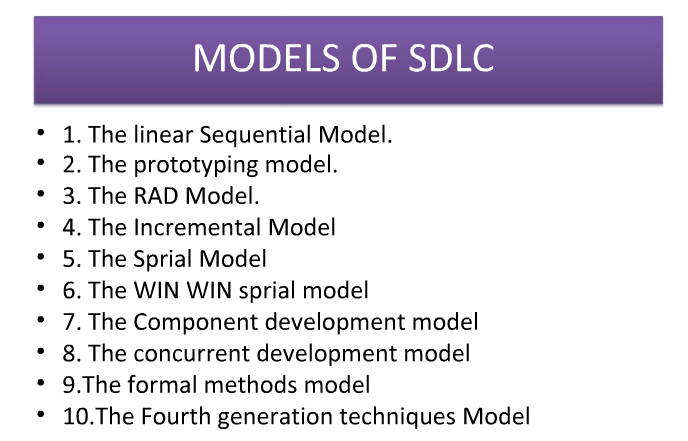 MODELS OF SDLC
• 1. The linear Sequential Model.
• 2. The prototyping model.
• 3. The RAD Model.
• 4. The Incremental Model
• 5. The Sprial Model
• 6. The WIN WIN sprial model
• 7. The Component development model
• 8. The concurrent development model
• 9.The formal methods model
• 10.The Fourth generation techniques Model